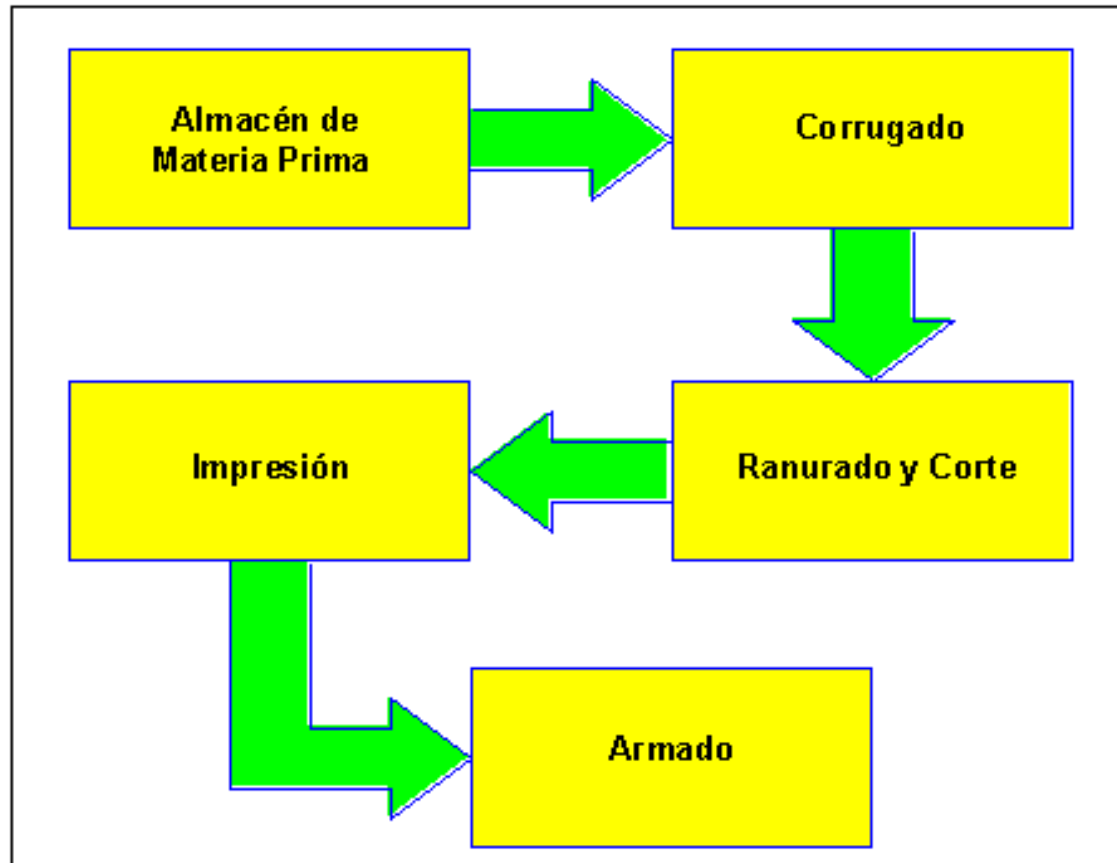 Almacén de
Materia Prima
Corrugado
Ranurado y Corte
Impresión
Armado